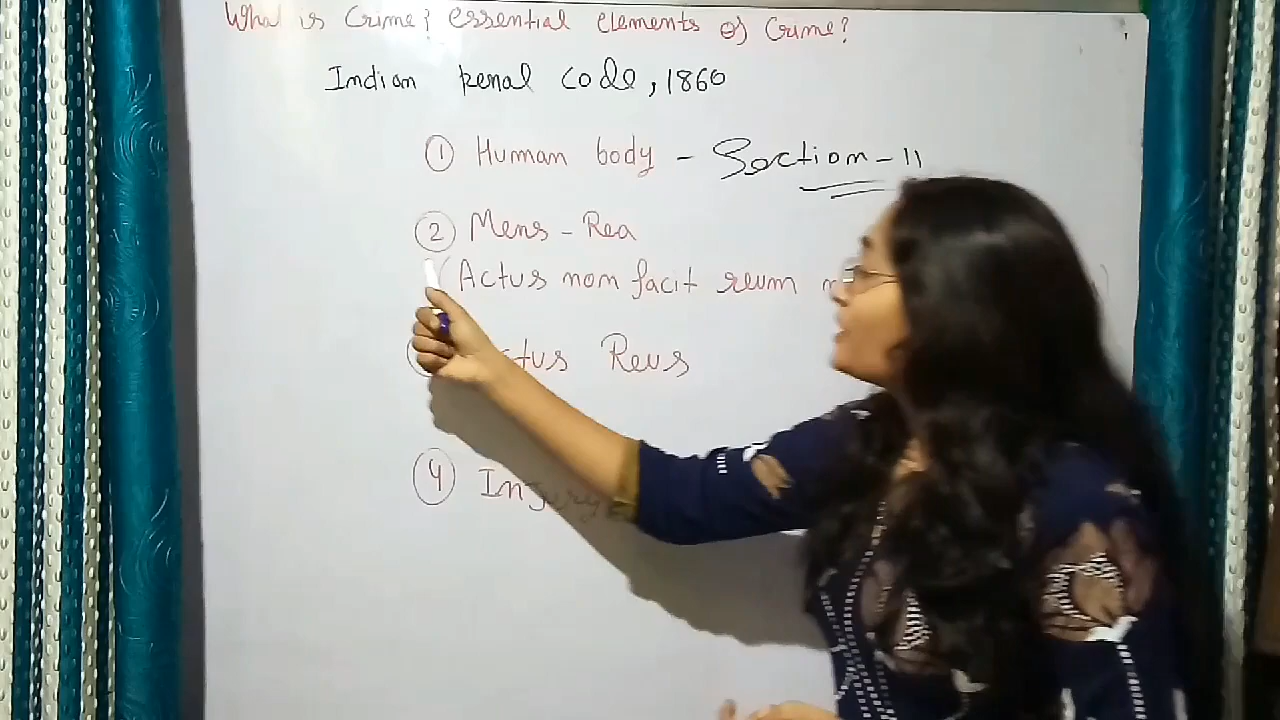 What is Crime? essential elements of Crime?
Indian penal code, 1860
① Human body - Section - 11
② Mens - Rea
(Actus non facit reum )
Reus
④ Injury